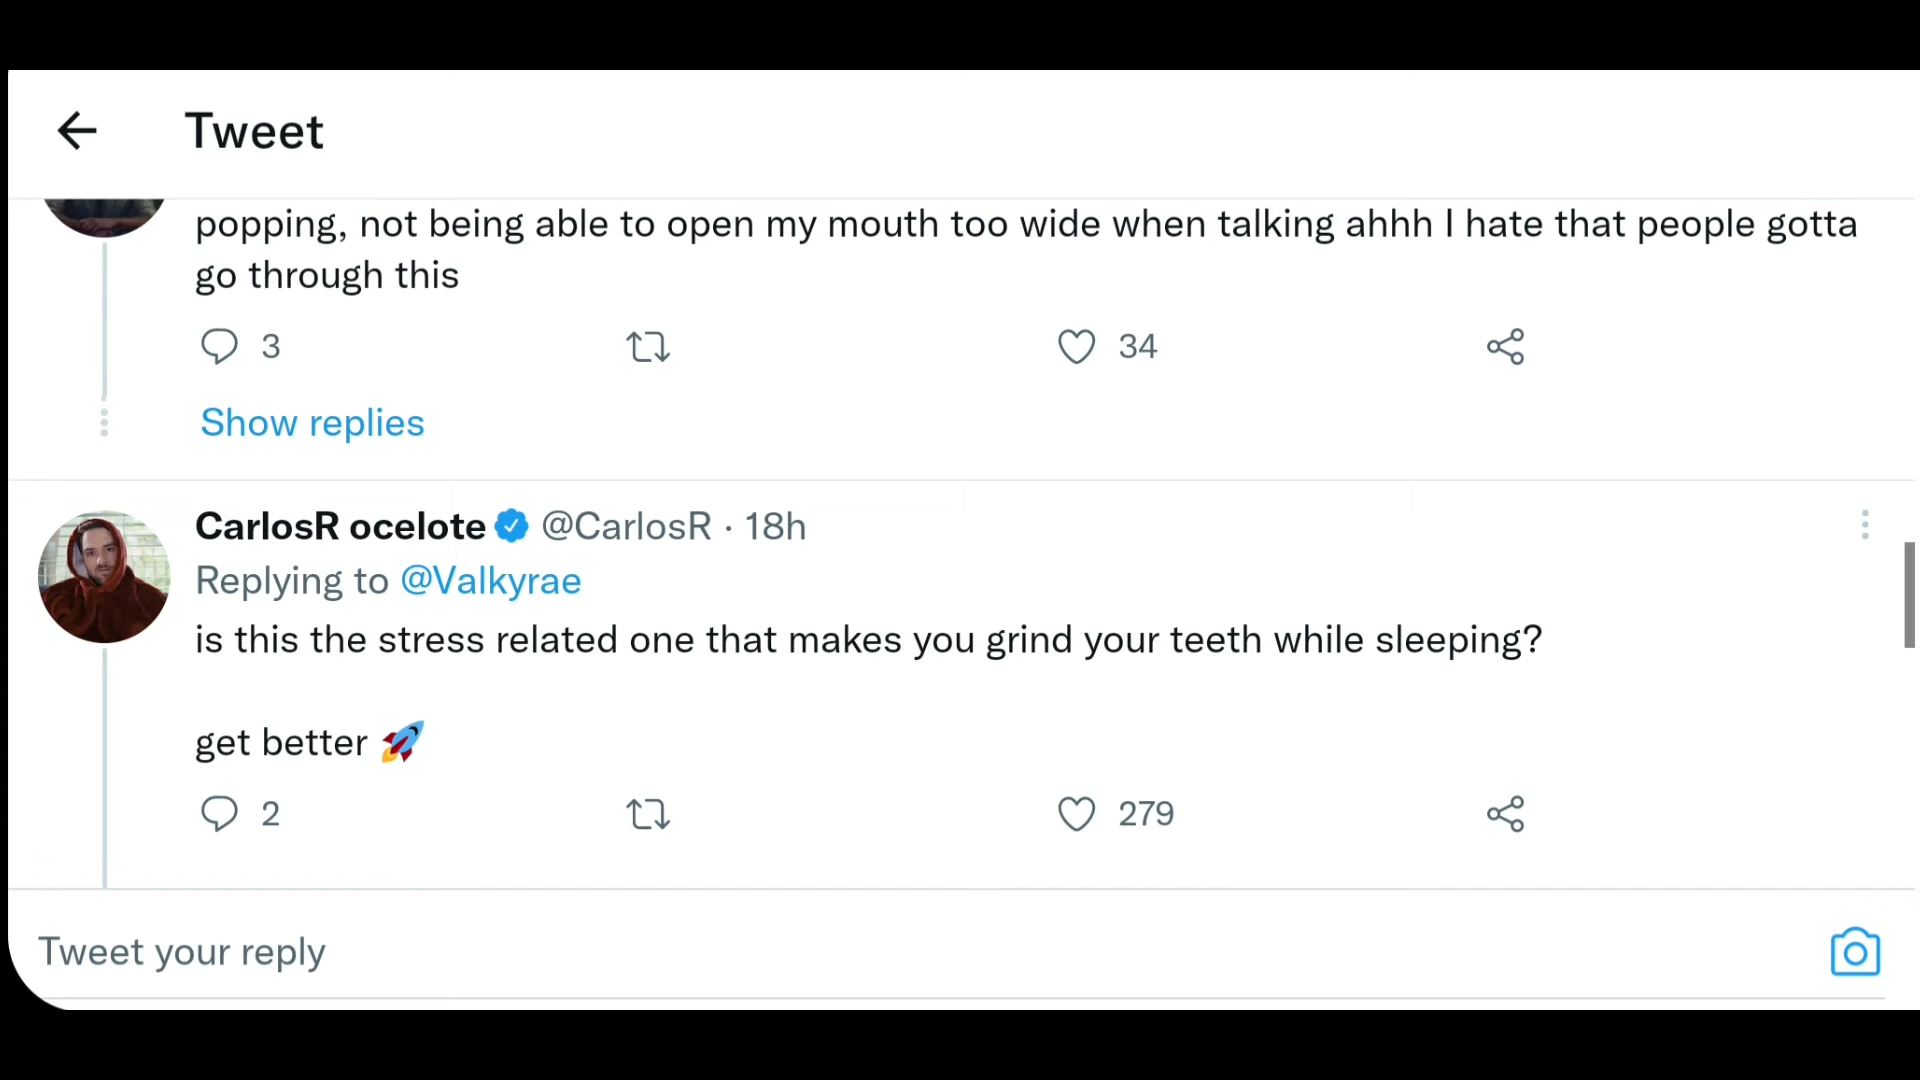 Tweet
popping, not being able to open my mouth too wide when talking ahhh I hate that people gotta
go through this
3
34
Show replies
CarlosR ocelote @CarlosR · 18h
Replying to @Valkyrae
is this the stress related one that makes you grind your teeth while sleeping?
get better 🚀
2
279
Tweet your reply